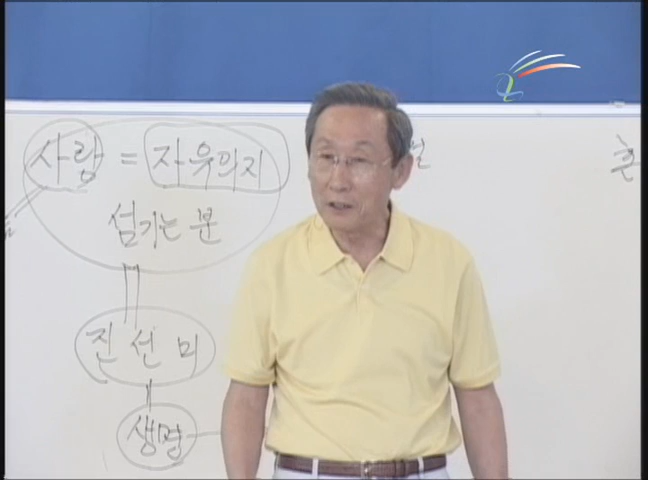 사랑 = 자유의지
섬기는 분
진선미
생명